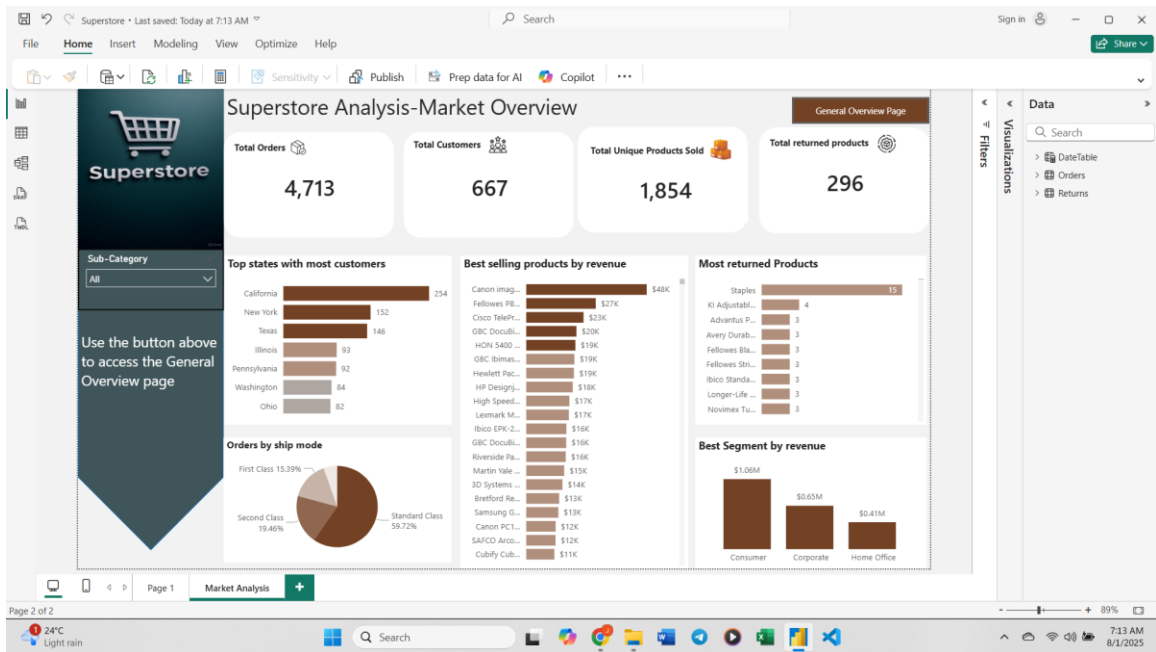 Superstore • Last saved: Today at 7:13 AM
Search
Sign in
File Home Insert Modeling View Optimize Help
Share
Sensitivity Publish Prep data for AI Copilot
Superstore
Sub-Category
All
Use the button above
to access the General
Overview page
Superstore Analysis-Market Overview
General Overview Page
Total Orders
4,713
Total Customers
667
Total Unique Products Sold
1,854
Total returned products
296
Top states with most customers
California 254
New York 152
Texas 146
Illinois 93
Pennsylvania 92
Washington 84
Ohio 82
Orders by ship mode
First Class 15.39%
Second Class
19.46%
Standard Class
59.72%
Best selling products by revenue
Canon imag... $48K
Fellowes PB... $27K
Cisco TelePr... $23K
GBC DocuBi... $20K
HON 5400 ... $19K
GBC Ibimas... $19K
Hewlett Pac... $19K
HP Designj... $18K
High Speed... $17K
Lexmark M... $17K
Ibico EPK-2... $16K
GBC DocuBi... $16K
Riverside Pa... $16K
Martin Yale ... $15K
3D Systems ... $14K
Bretford Re... $13K
Samsung G... $13K
Canon PC1... $12K
SAFCO Arco... $12K
Cubify Cub... $11K
Most returned Products
Staples 15
KI Adjustabl... 4
Advantus P... 3
Avery Durab... 3
Fellowes Bla... 3
Fellowes Stri... 3
Ibico Standa... 3
Longer-Life ... 3
Novimex Tu... 3
Best Segment by revenue
$1.06M
$0.65M
$0.41M
Consumer Corporate Home Office
Filters
Visualizations
Data
Search
DateTable
Orders
Returns
Page 1 Market Analysis +
Page 2 of 2
- + 89%
1
24°C
Light rain
Search
7:13 AM
8/1/2025